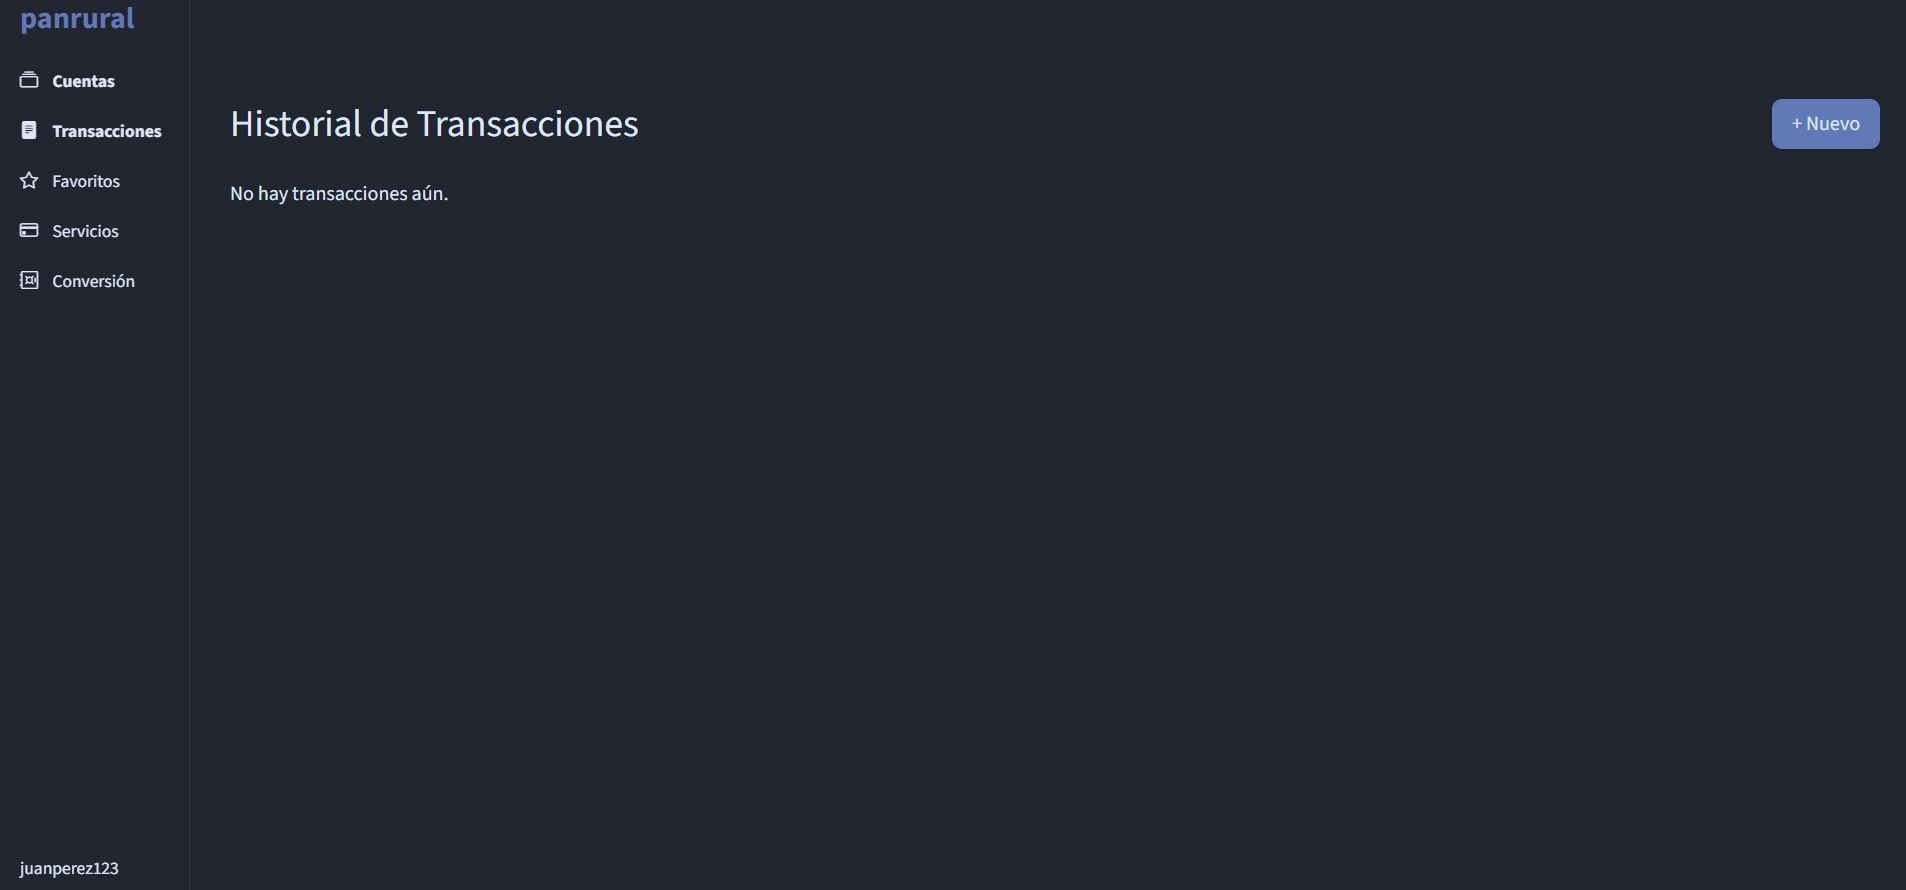 panrural
Cuentas
Transacciones
Favoritos
Servicios
Conversión
juanperez123
Historial de Transacciones
+ Nuevo
No hay transacciones aún.